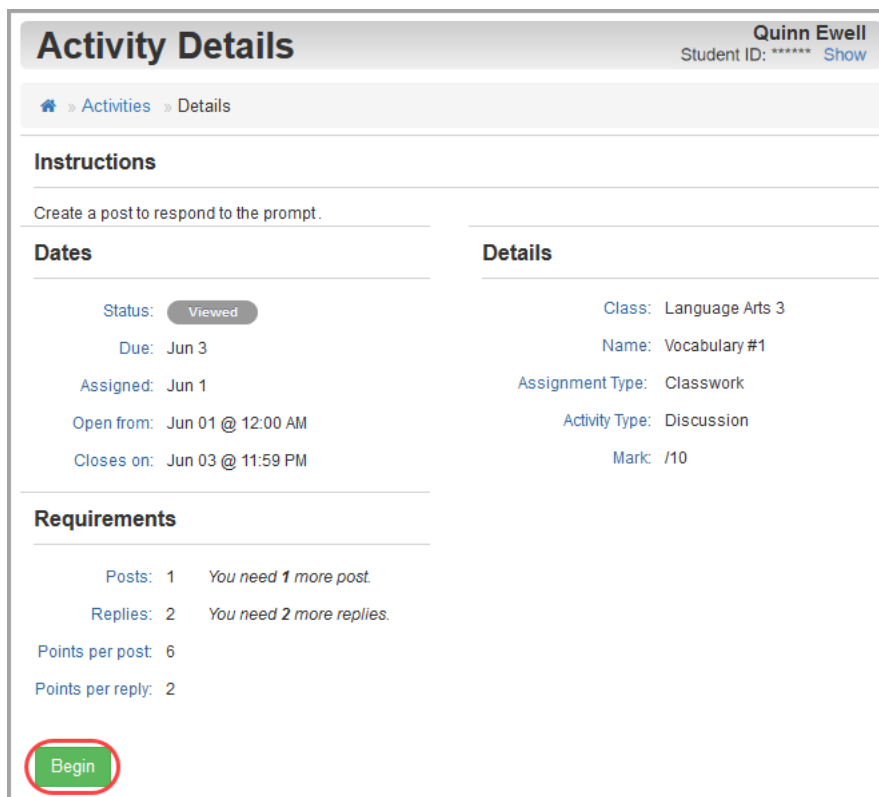 Activity Details
Quinn Ewell
Student ID: ****** Show
» Activities » Details
Instructions
Create a post to respond to the prompt.
Dates
Status: Viewed
Due: Jun 3
Assigned: Jun 1
Open from: Jun 01 @ 12:00 AM
Closes on: Jun 03 @ 11:59 PM
Details
Class: Language Arts 3
Name: Vocabulary #1
Assignment Type: Classwork
Activity Type: Discussion
Mark: /10
Requirements
Posts: 1 You need 1 more post.
Replies: 2 You need 2 more replies.
Points per post: 6
Points per reply: 2
Begin